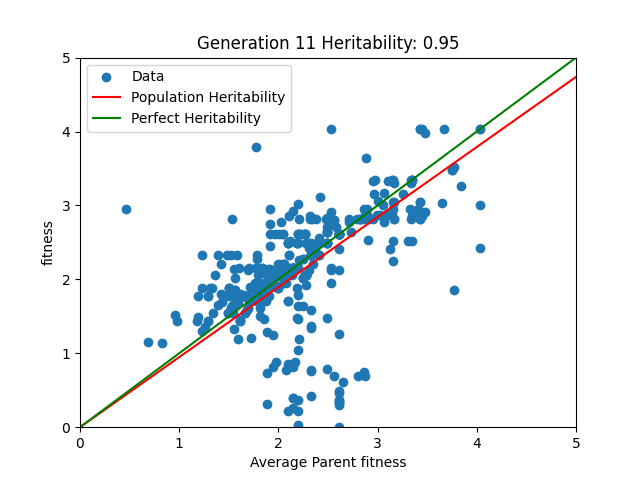 Generation 11 Heritability: 0.95
Data
Population Heritability
Perfect Heritability
fitness
5
4
3
2
1
0
0 1 2 3 4 5
Average Parent fitness